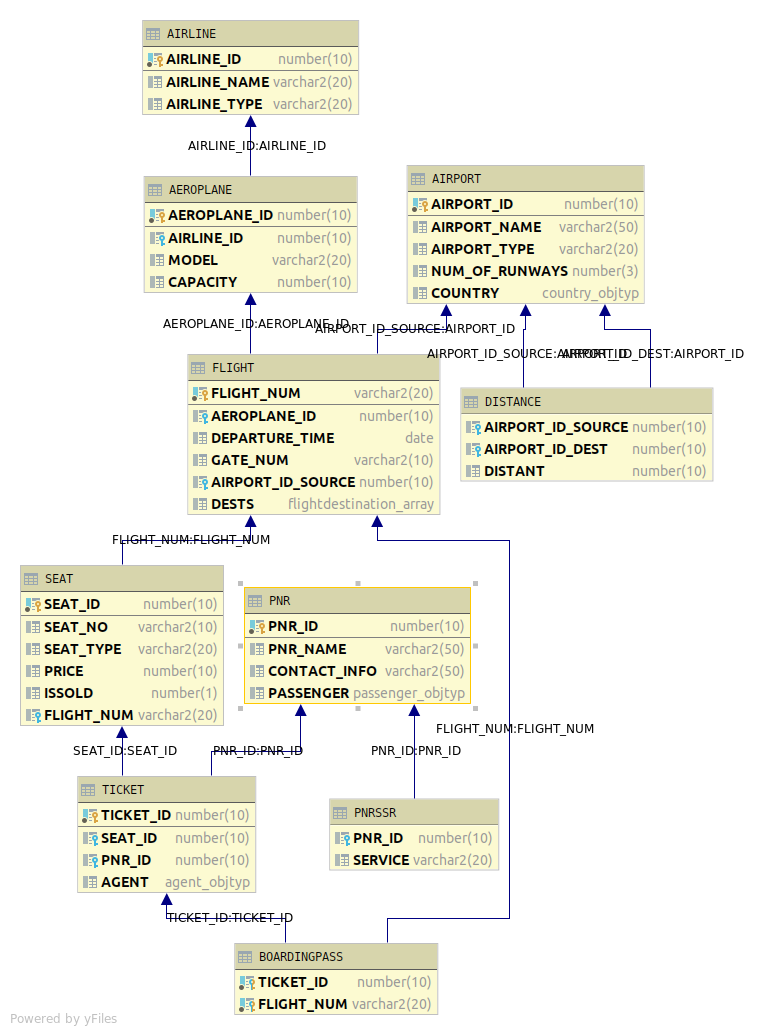 AIRLINE
AIRLINE_ID number(10)
AIRLINE_NAME varchar2(20)
AIRLINE_TYPE varchar2(20)
AIRLINE_ID:AIRLINE_ID
AEROPLANE
AEROPLANE_ID number(10)
AIRLINE_ID number(10)
MODEL varchar2(20)
CAPACITY number(10)
AIRPORT
AIRPORT_ID number(10)
AIRPORT_NAME varchar2(50)
AIRPORT_TYPE varchar2(20)
NUM_OF_RUNWAYS number(3)
COUNTRY country_objtyp
AEROPLANE_ID:AEROPLANE_ID
AIRPORT_ID_SOURCE:AIRPORT_ID
AIRPORT_ID_SOURCE:AIRPORT_ID
AIRPORT_ID_DEST:AIRPORT_ID
FLIGHT
FLIGHT_NUM varchar2(20)
AEROPLANE_ID number(10)
DEPARTURE_TIME date
GATE_NUM varchar2(10)
AIRPORT_ID_SOURCE number(10)
DESTS flightdestination_array
DISTANCE
AIRPORT_ID_SOURCE number(10)
AIRPORT_ID_DEST number(10)
DISTANT number(10)
FLIGHT_NUM:FLIGHT_NUM
SEAT
SEAT_ID number(10)
SEAT_NO varchar2(10)
SEAT_TYPE varchar2(20)
PRICE number(10)
ISSOLD number(1)
FLIGHT_NUM varchar2(20)
PNR
PNR_ID number(10)
PNR_NAME varchar2(50)
CONTACT_INFO varchar2(50)
PASSENGER passenger_objtyp
FLIGHT_NUM:FLIGHT_NUM
SEAT_ID:SEAT_ID
PNR_ID:PNR_ID
PNR_ID:PNR_ID
TICKET
TICKET_ID number(10)
SEAT_ID number(10)
PNR_ID number(10)
AGENT agent_objtyp
PNRSSR
PNR_ID number(10)
SERVICE varchar2(20)
TICKET_ID:TICKET_ID
BOARDINGPASS
TICKET_ID number(10)
FLIGHT_NUM varchar2(20)
Powered by yFiles